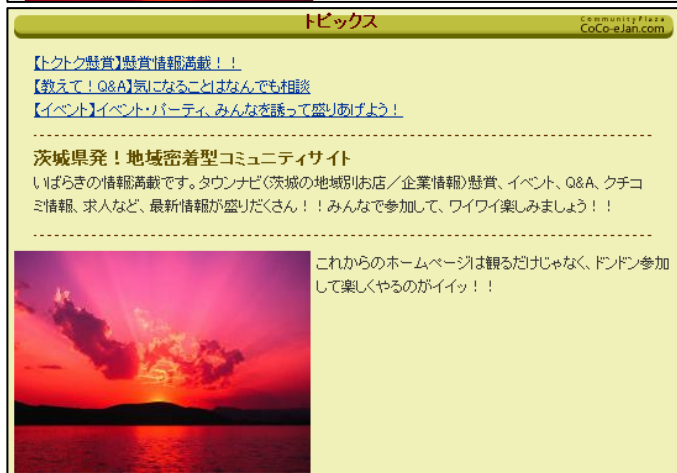 トピックス
CommunityPlaza
CoCo-eJan.com
【トクトク懸賞】懸賞情報満載！！
【教えて！Q&A】気になることはなんでも相談
【イベント】イベント・パーティ、みんなを誘って盛りあげよう！
茨城県発！地域密着型コミュニティサイト
いばらきの情報満載です。タウンナビ（茨城の地域別お店／企業情報）懸賞、イベント、Q&A、クチコ
ミ情報、求人など、最新情報が盛りだくさん！！みんなで参加して、ワイワイ楽しみましょう！！
これからのホームページは観るだけじゃなく、ドンドン参加
して楽しくやるのがイイッ！！